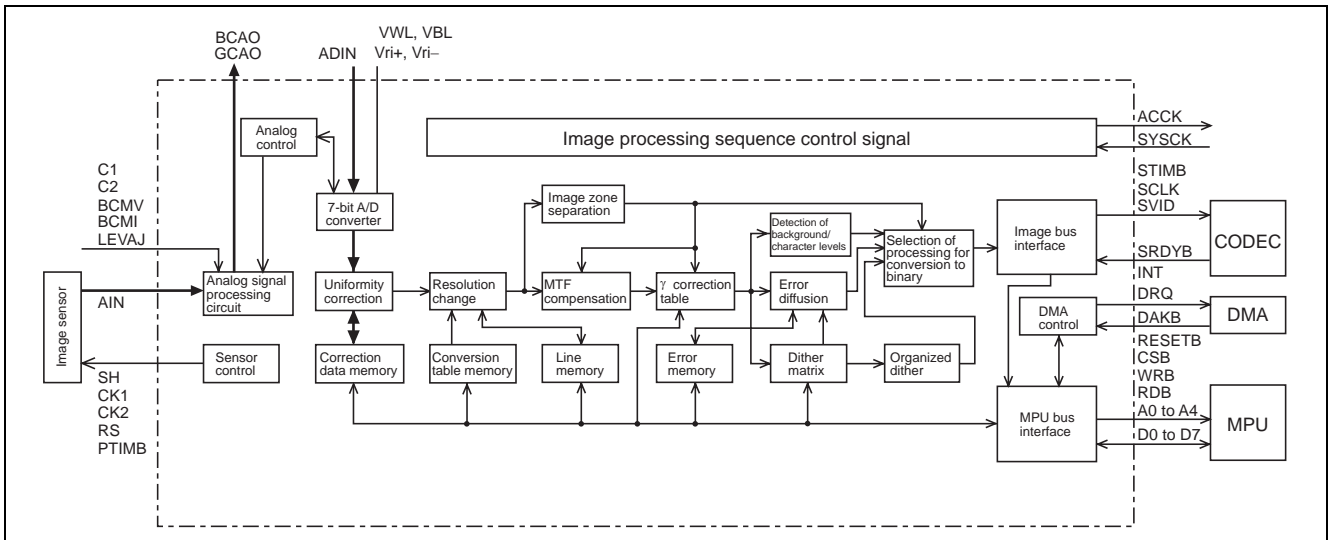 BCAO
GCAO
ADIN
VWL, VBL
Vri+, Vri−
Analog
control
Image processing sequence control signal
ACCK
SYSCK
C1
C2
BCMV
BCMI
LEVAJ
7-bit A/D
converter
Image zone
separation
Detection of
background/
character levels
Selection of
processing for
conversion to
binary
Image bus
interface
STIMB
SCLK
SVID
SRDYB
CODEC
Image sensor
AIN
Analog signal
processing
circuit
Uniformity
correction
Resolution
change
MTF
compensation
γ correction
table
Error
diffusion
INT
DRQ
DAKB
DMA
control
DMA
Sensor
control
Correction
data memory
Conversion
table memory
Line
memory
Error
memory
Dither
matrix
Organized
dither
RESETB
CSB
WRB
RDB
A0 to A4
D0 to D7
MPU bus
interface
MPU
SH
CK1
CK2
RS
PTIMB